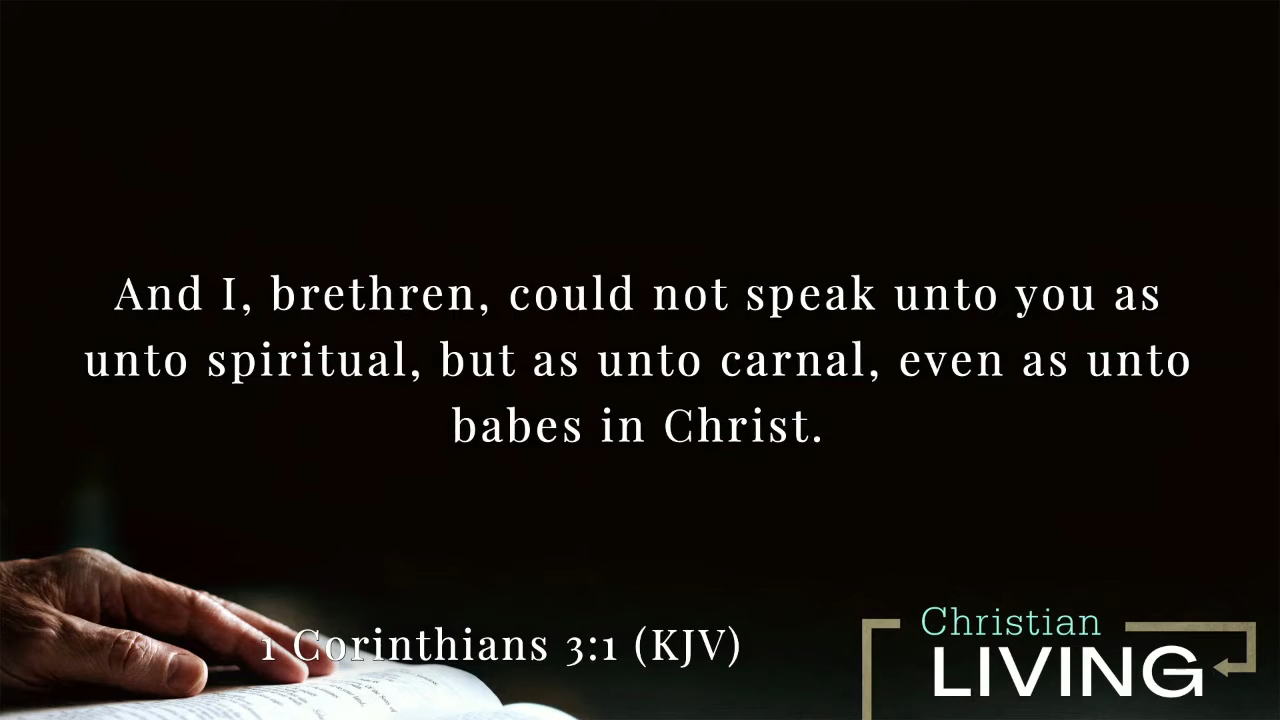 And I, brethren, could not speak unto you as
unto spiritual, but as unto carnal, even as unto
babes in Christ.
1 Corinthians 3:1 (KJV)
Christian
LIVING